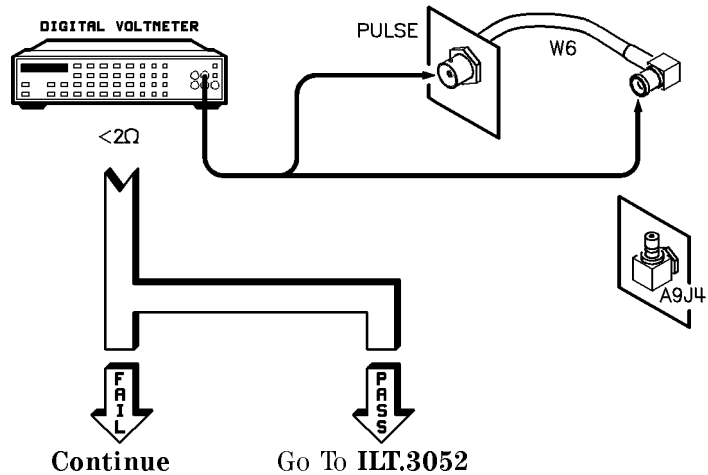 DIGITAL VOLTMETER
PULSE
W6
<2Ω
A9J4
FAIL
PASS
Continue
Go To ILT.3052